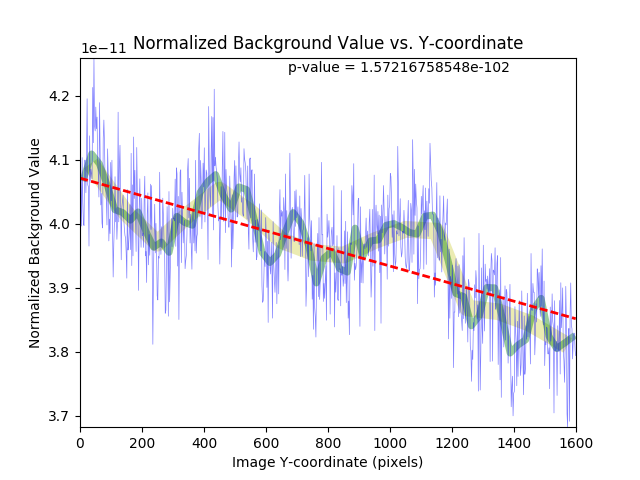 Normalized Background Value vs. Y-coordinate
1e−11
p-value = 1.57216758548e-102
4.2
4.1
4.0
3.9
3.8
3.7
Normalized Background Value
0 200 400 600 800 1000 1200 1400 1600
Image Y-coordinate (pixels)